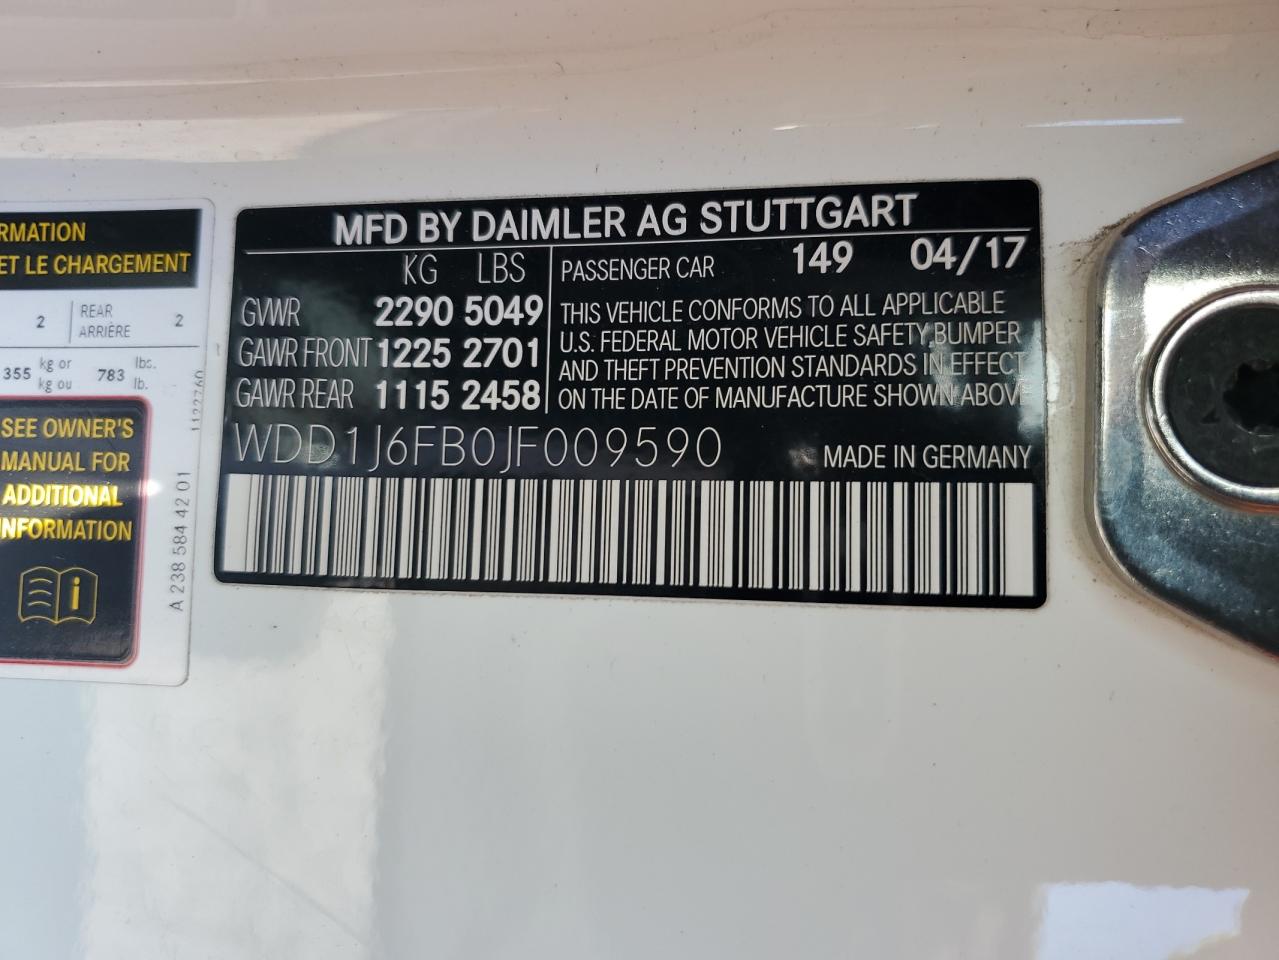 RMATION
ET LE CHARGEMENT
2 REAR ARRIÈRE 2
355 kg or kg ou 783 lbs. lb.
SEE OWNER'S
MANUAL FOR
ADDITIONAL
INFORMATION
A 238 584 42 01
1122760
MFD BY DAIMLER AG STUTTGART
KG LBS
GVWR 2290 5049
GAWR FRONT 1225 2701
GAWR REAR 1115 2458
PASSENGER CAR 149 04/17
THIS VEHICLE CONFORMS TO ALL APPLICABLE
U.S. FEDERAL MOTOR VEHICLE SAFETY,BUMPER
AND THEFT PREVENTION STANDARDS IN EFFECT
ON THE DATE OF MANUFACTURE SHOWN ABOVE
WDD1J6FB0JF009590
MADE IN GERMANY